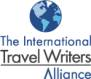 The International
Travel Writers
Alliance